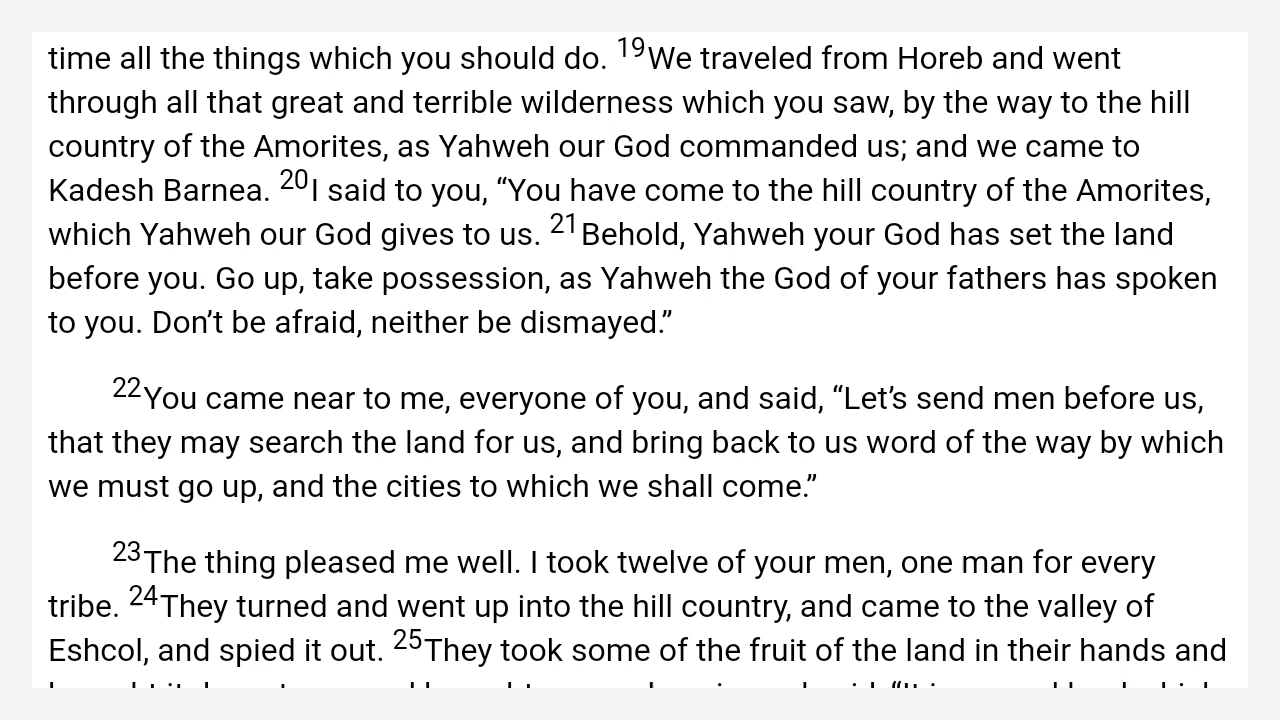 time all the things which you should do. 19We traveled from Horeb and went
through all that great and terrible wilderness which you saw, by the way to the hill
country of the Amorites, as Yahweh our God commanded us; and we came to
Kadesh Barnea. 20I said to you, “You have come to the hill country of the Amorites,
which Yahweh our God gives to us. 21Behold, Yahweh your God has set the land
before you. Go up, take possession, as Yahweh the God of your fathers has spoken
to you. Don’t be afraid, neither be dismayed.”
22You came near to me, everyone of you, and said, “Let’s send men before us,
that they may search the land for us, and bring back to us word of the way by which
we must go up, and the cities to which we shall come.”
23The thing pleased me well. I took twelve of your men, one man for every
tribe. 24They turned and went up into the hill country, and came to the valley of
Eshcol, and spied it out. 25They took some of the fruit of the land in their hands and